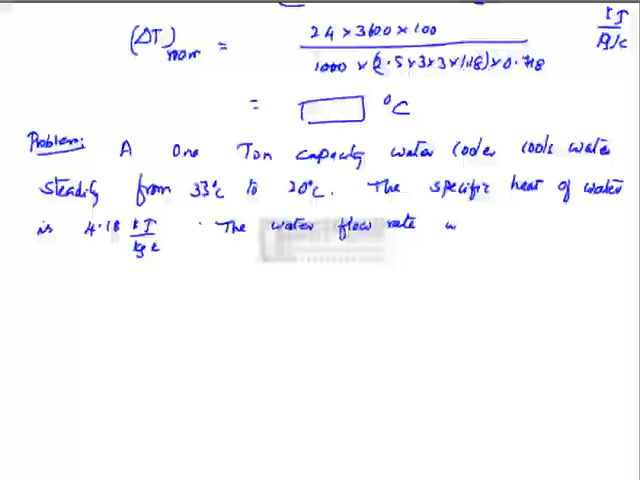 (ΔT)room = 24 × 3600 × 100 / 1000 × (2.5 × 3 × 3 × 1.18) × 0.718
kJ/kg/c
= °C
Problem: A One Ton capacity water cooler cools water
steadily from 33°c to 20°c. The specific heat of water
is 4.18 kJ/kg k. The water flow rate